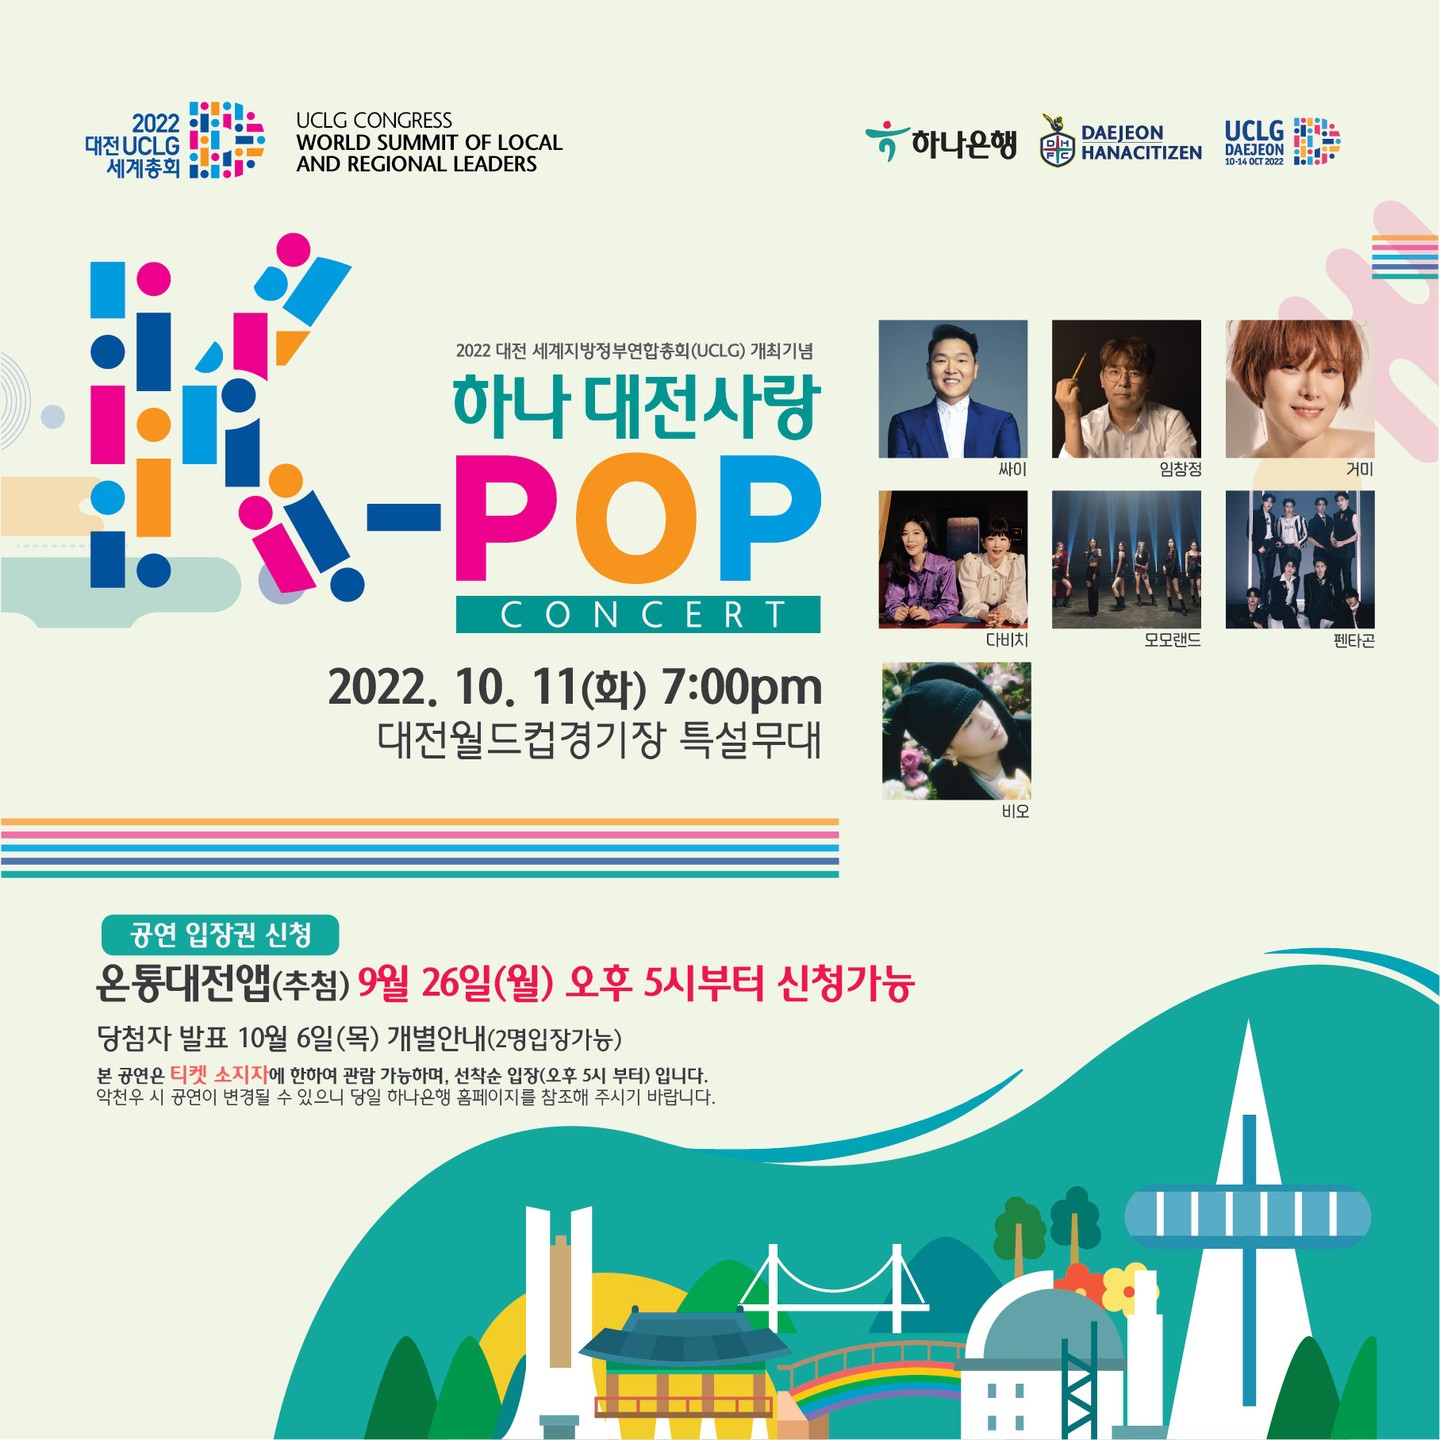 2022
대전UCLG
세계총회
UCLG CONGRESS
WORLD SUMMIT OF LOCAL
AND REGIONAL LEADERS
하나은행
DHFC
DAEJEON
HANACITIZEN
UCLG
DAEJEON
10-14 OCT 2022
2022 대전 세계지방정부연합총회(UCLG) 개최기념
하나 대전사랑
K-POP
CONCERT
2022. 10. 11(화) 7:00pm
대전월드컵경기장 특설무대
싸이
임창정
거미
다비치
모모랜드
펜타곤
비오
공연 입장권 신청
온통대전앱(추첨) 9월 26일(월) 오후 5시부터 신청가능
당첨자 발표 10월 6일(목) 개별안내(2명입장가능)
본 공연은 티켓 소지자에 한하여 관람 가능하며, 선착순 입장(오후 5시 부터) 입니다.
악천우 시 공연이 변경될 수 있으니 당일 하나은행 홈페이지를 참조해 주시기 바랍니다.